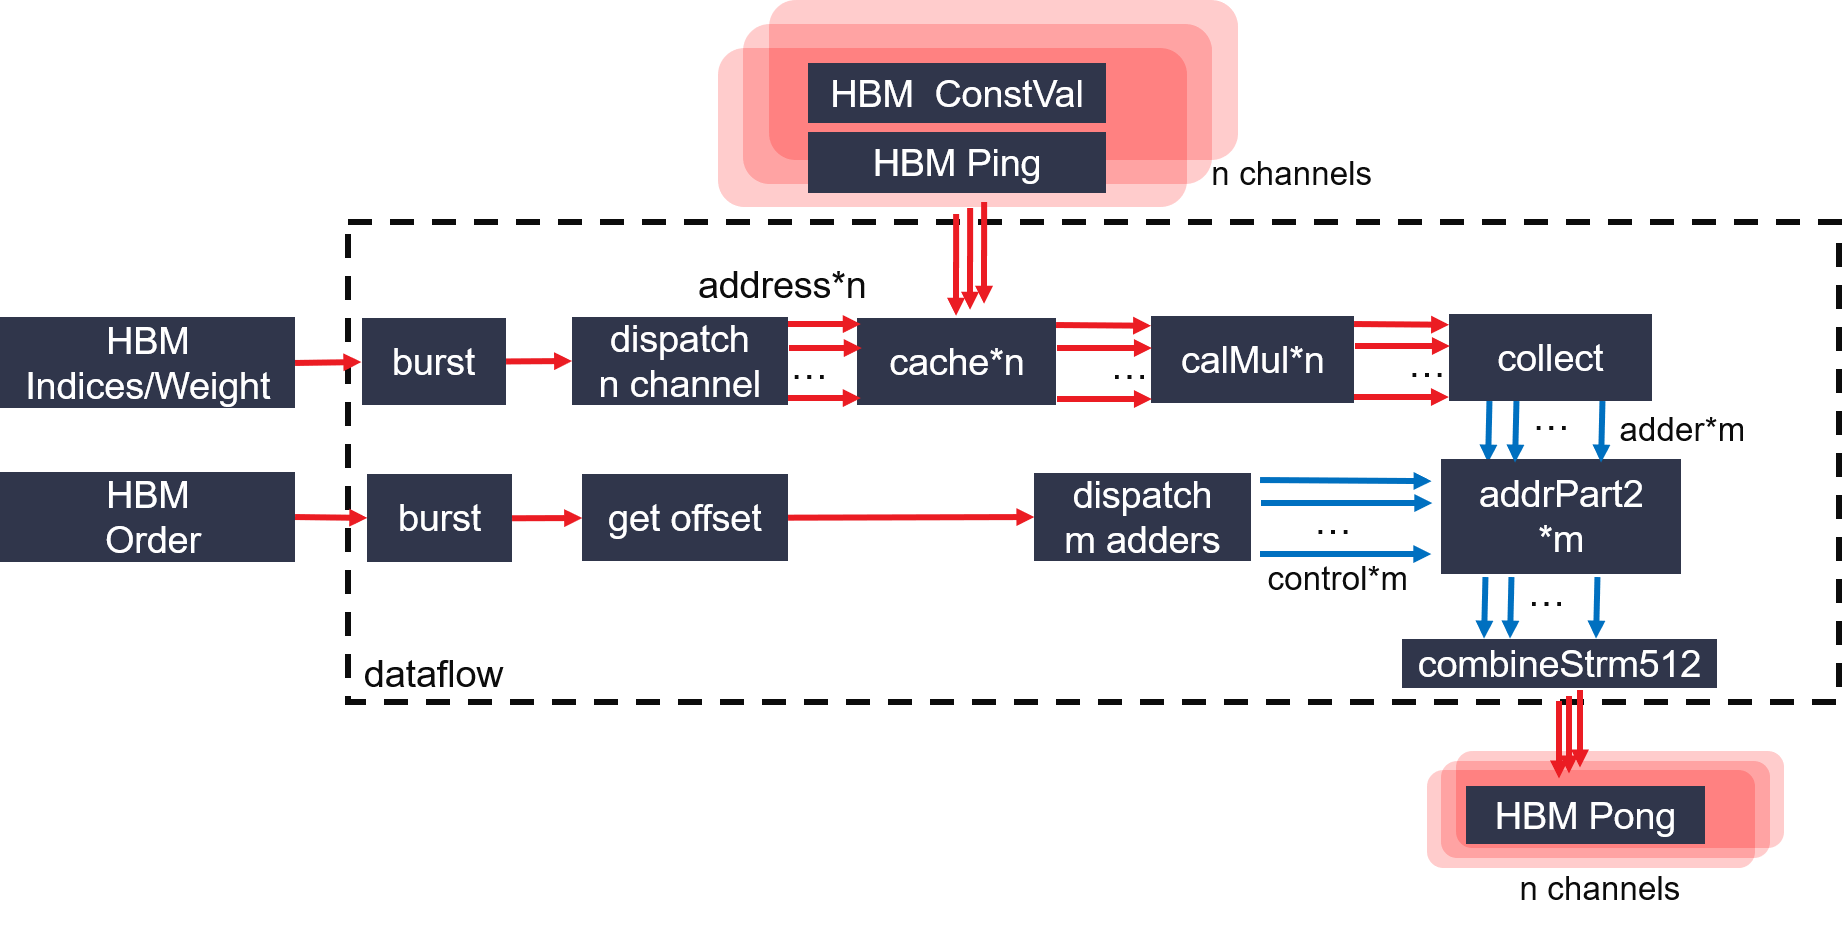 HBM  ConstVal
HBM Ping
n channels
address*n
HBM
Indices/Weight
burst
dispatch
n channel
...
cache*n
...
calMul*n
...
collect
...
adder*m
HBM
Order
burst
get offset
dispatch
m adders
...
control*m
addrPart2
*m
...
combineStrm512
dataflow
HBM Pong
n channels